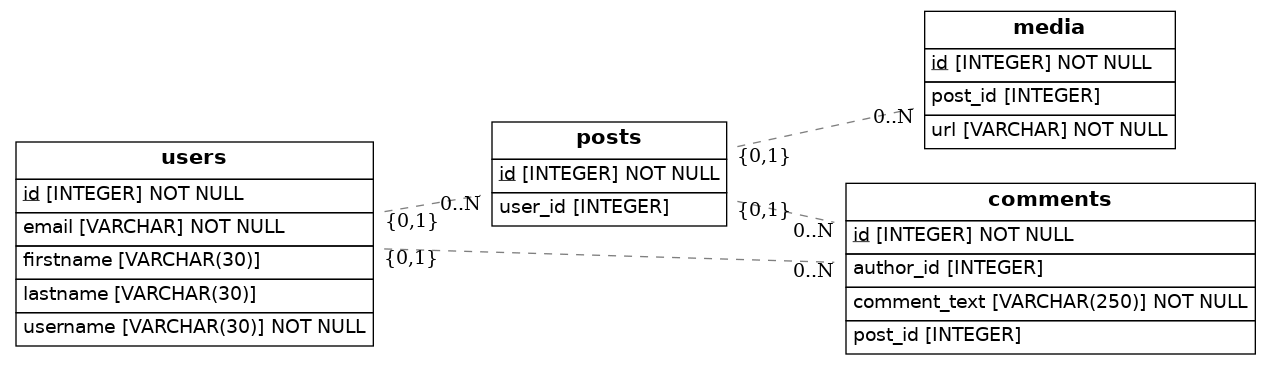 users
id [INTEGER] NOT NULL
email [VARCHAR] NOT NULL
firstname [VARCHAR(30)]
lastname [VARCHAR(30)]
username [VARCHAR(30)] NOT NULL
{0,1}
0..N
{0,1}
0..N
posts
id [INTEGER] NOT NULL
user_id [INTEGER]
{0,1}
0..N
{0,1}
0..N
media
id [INTEGER] NOT NULL
post_id [INTEGER]
url [VARCHAR] NOT NULL
comments
id [INTEGER] NOT NULL
author_id [INTEGER]
comment_text [VARCHAR(250)] NOT NULL
post_id [INTEGER]